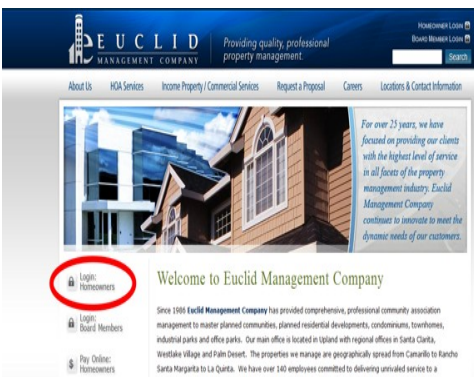 EUCLID
MANAGEMENT COMPANY
Providing quality, professional
property management.
HOMEOWNER LOGIN
BOARD MEMBER LOGIN
Search
About Us HOA Services Income Property / Commercial Services Request a Proposal Careers Locations & Contact Information
For over 25 years, we have
focused on providing our clients
with the highest level of service
in all facets of the property
management industry. Euclid
Management Company
continues to innovate to meet the
dynamic needs of our customers.
Login:
Homeowners
Login:
Board Members
Pay Online:
Homeowners
Welcome to Euclid Management Company
Since 1986 Euclid Management Company has provided comprehensive, professional community association
management to master planned communities, planned residential developments, condominiums, townhomes,
industrial parks and office parks. Our main office is located in Upland with regional offices in Santa Clarita,
Westlake Village and Palm Desert. The properties we manage are geographically spread from Camarillo to Rancho
Santa Margarita to La Quinta. We have over 140 employees committed to delivering unrivaled service to a